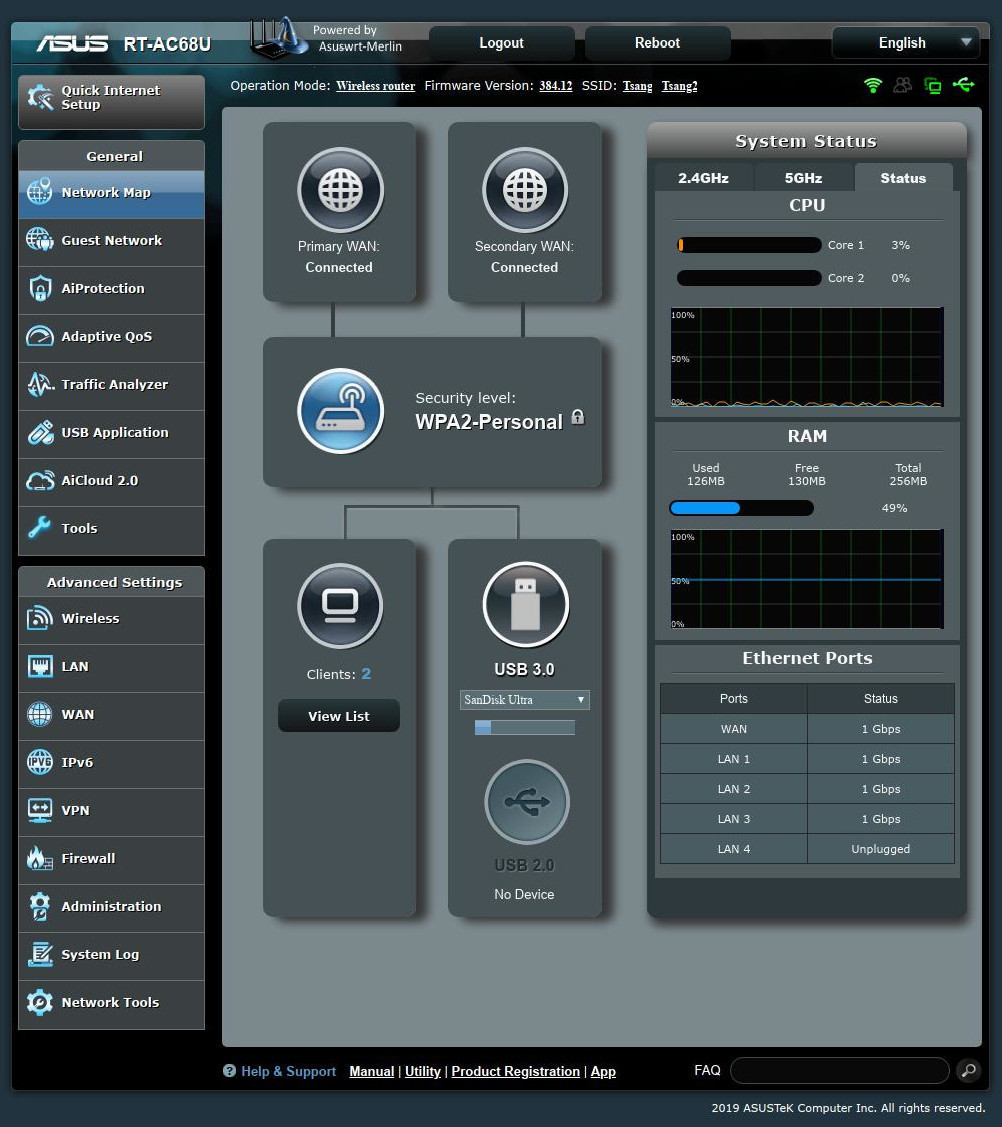 ASUS RT-AC68U
Powered by
Asuswrt-Merlin
Logout
Reboot
English
Quick Internet
Setup
Operation Mode: Wireless router Firmware Version: 384.12 SSID: Tsang Tsang2
General
Network Map
Guest Network
AiProtection
Adaptive QoS
Traffic Analyzer
USB Application
AiCloud 2.0
Tools
Advanced Settings
Wireless
LAN
WAN
IPV6
IPv6
VPN
Firewall
Administration
System Log
Network Tools
Primary WAN:
Connected
Secondary WAN:
Connected
Security level:
WPA2-Personal
Clients: 2
View List
USB 3.0
SanDisk Ultra
USB 2.0
No Device
System Status
2.4GHz 5GHz Status
CPU
Core 1 3%
Core 2 0%
100%
50%
0%
RAM
Used Free Total
126MB 130MB 256MB
49%
100%
50%
0%
Ethernet Ports
Ports Status
WAN 1 Gbps
LAN 1 1 Gbps
LAN 2 1 Gbps
LAN 3 1 Gbps
LAN 4 Unplugged
? Help & Support Manual | Utility | Product Registration | App
FAQ
2019 ASUSTeK Computer Inc. All rights reserved.